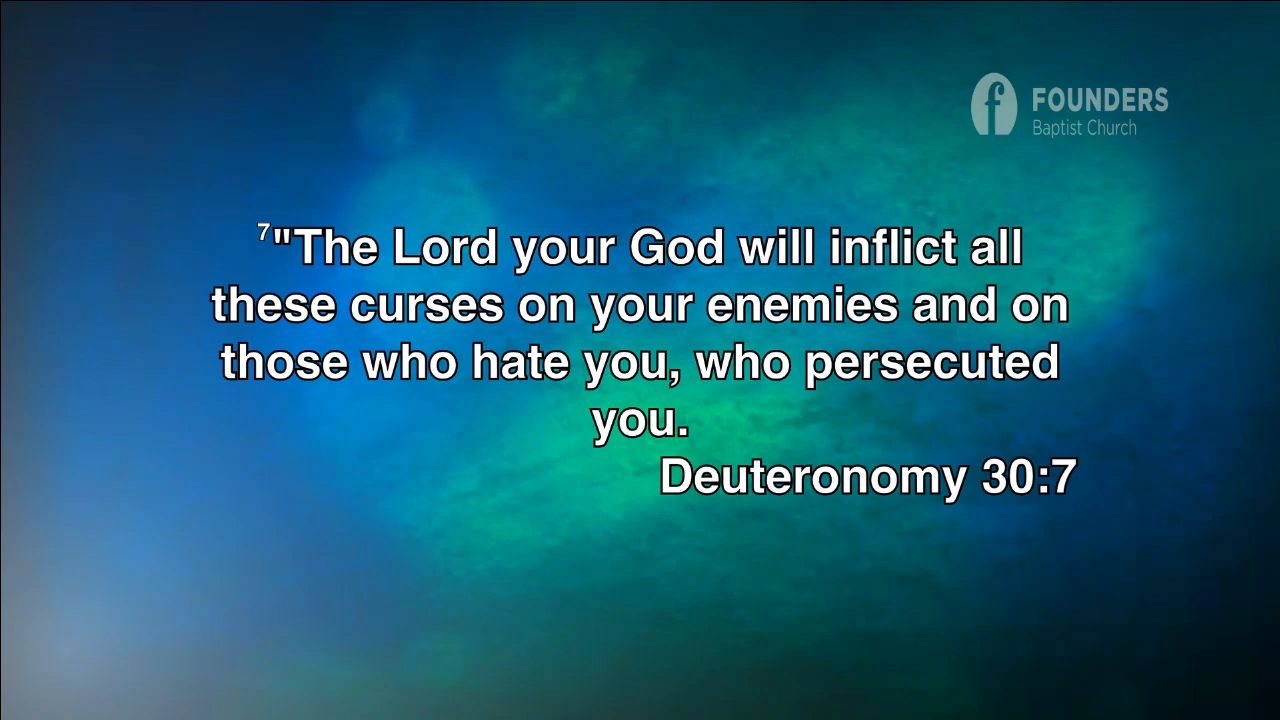 FOUNDERS
Baptist Church
7"The Lord your God will inflict all
these curses on your enemies and on
those who hate you, who persecuted
you.
Deuteronomy 30:7